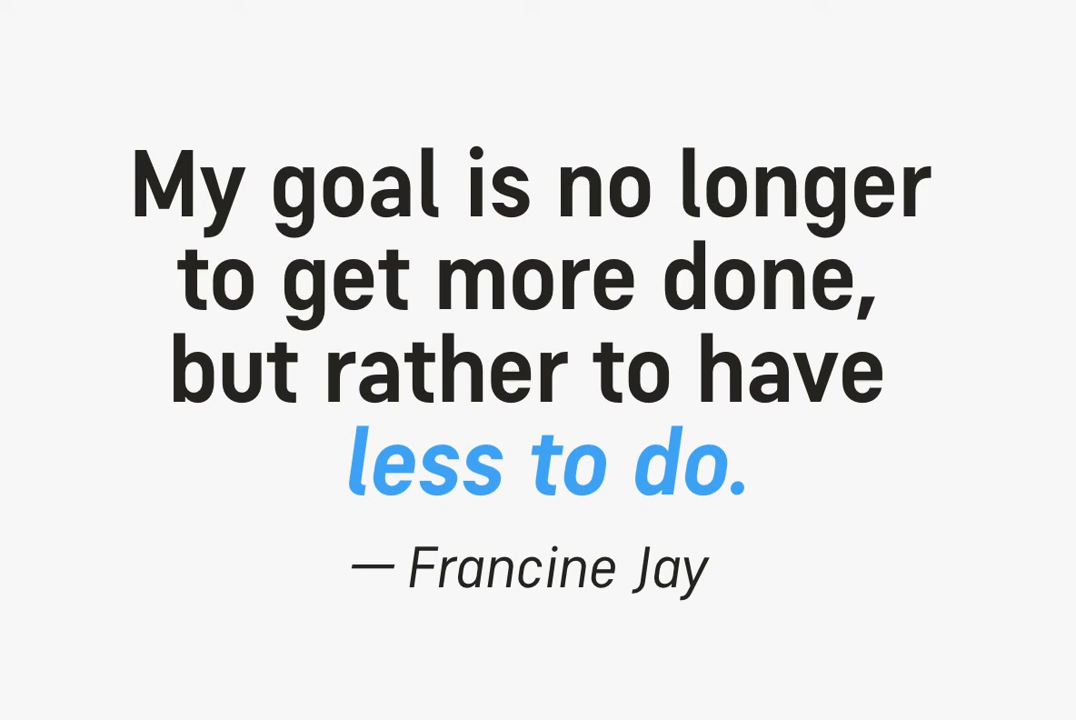 My goal is no longer
to get more done,
but rather to have
less to do.
— Francine Jay